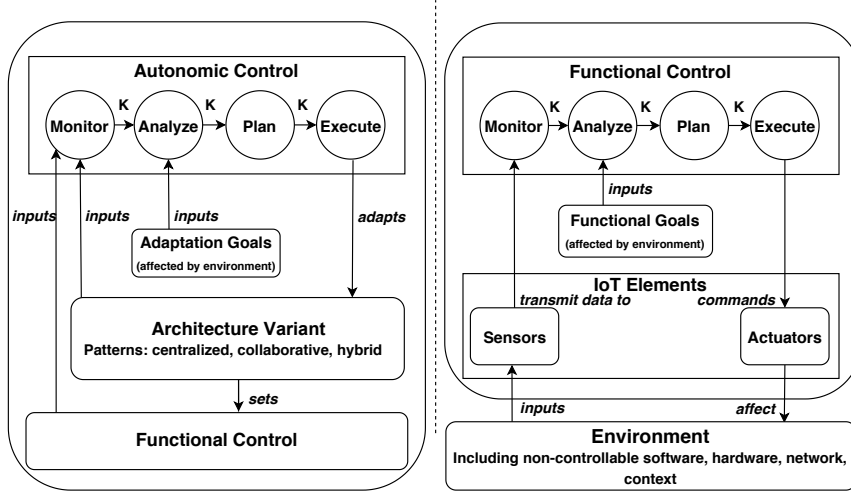 Autonomic Control
K K K
Monitor Analyze Plan Execute
inputs inputs inputs adapts
Adaptation Goals
(affected by environment)
Architecture Variant
Patterns: centralized, collaborative, hybrid
sets
Functional Control
Functional Control
K K K
Monitor Analyze Plan Execute
inputs
Functional Goals
(affected by environment)
IoT Elements
transmit data to commands
Sensors Actuators
inputs affect
Environment
Including non-controllable software, hardware, network,
context